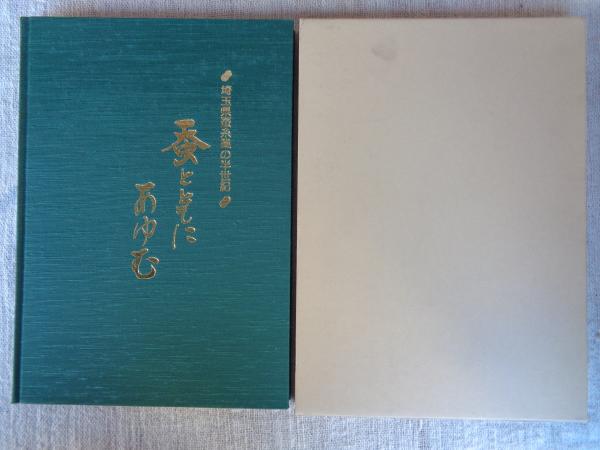 埼玉県蚕糸業の半世紀
蚕とともに
あゆむ